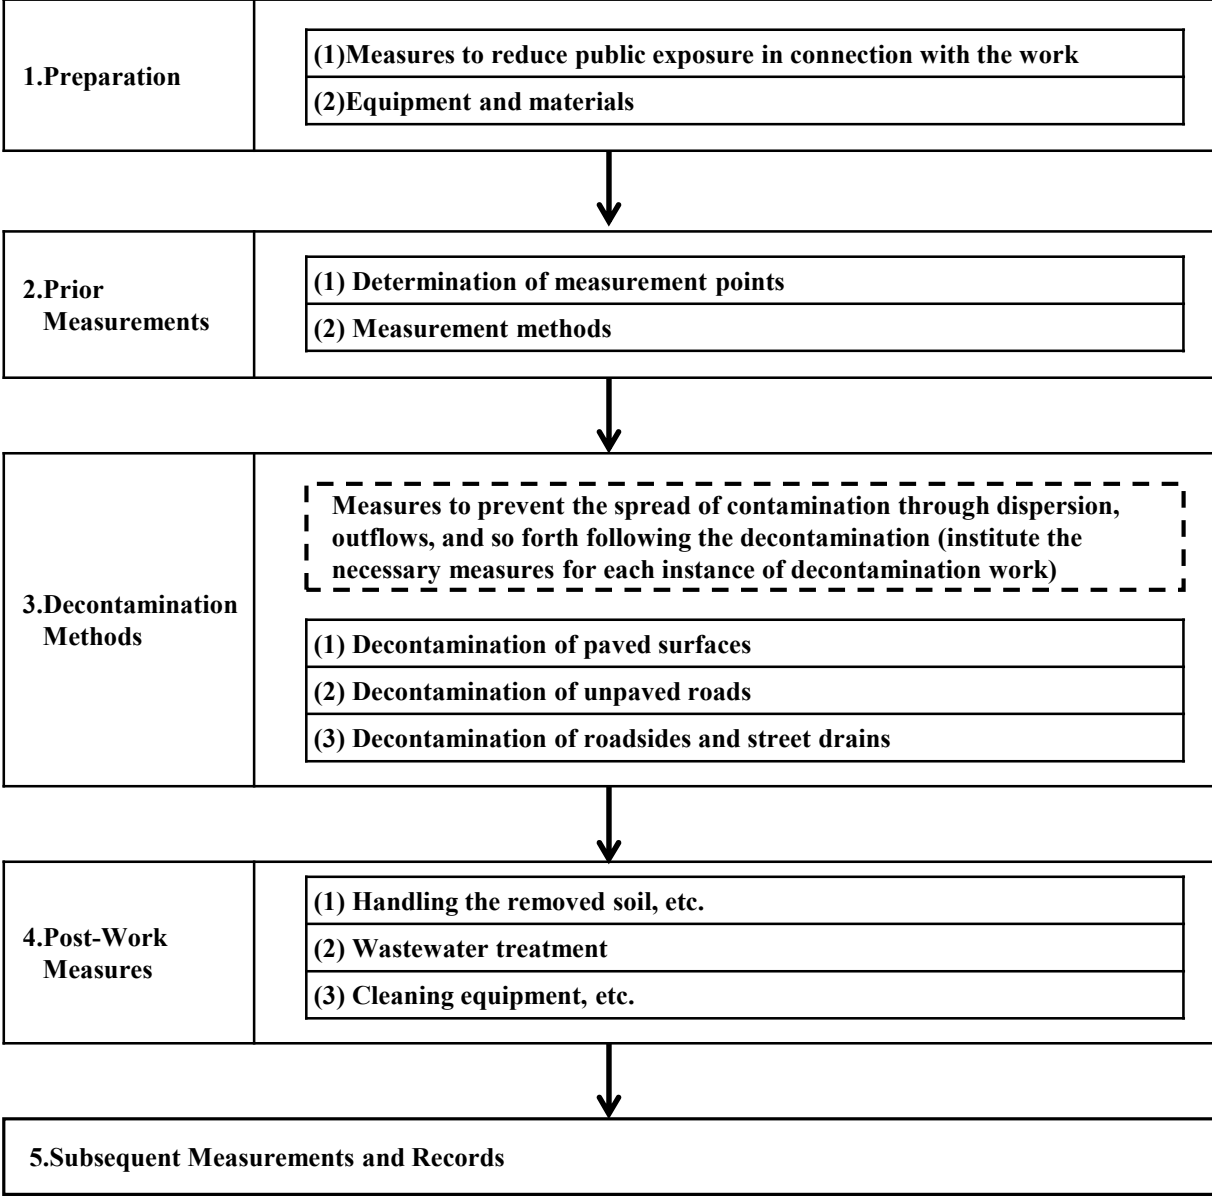 1.Preparation
(1)Measures to reduce public exposure in connection with the work
(2)Equipment and materials
2.Prior
Measurements
(1) Determination of measurement points
(2) Measurement methods
3.Decontamination
Methods
Measures to prevent the spread of contamination through dispersion,
outflows, and so forth following the decontamination (institute the
necessary measures for each instance of decontamination work)
(1) Decontamination of paved surfaces
(2) Decontamination of unpaved roads
(3) Decontamination of roadsides and street drains
4.Post-Work
Measures
(1) Handling the removed soil, etc.
(2) Wastewater treatment
(3) Cleaning equipment, etc.
5.Subsequent Measurements and Records